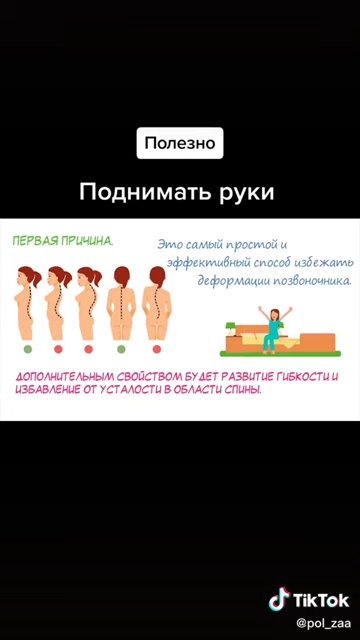 Полезно
Поднимать руки
ПЕРВАЯ ПРИЧИНА.
Это самый простой и
эффективный способ избежать
деформации позвоночника.
ДОПОЛНИТЕЛЬНЫМ СВОЙСТВОМ БУДЕТ РАЗВИТИЕ ГИБКОСТИ И
ИЗБАВЛЕНИЕ ОТ УСТАЛОСТИ В ОБЛАСТИ СПИНЫ.
TikTok
@pol_zaa